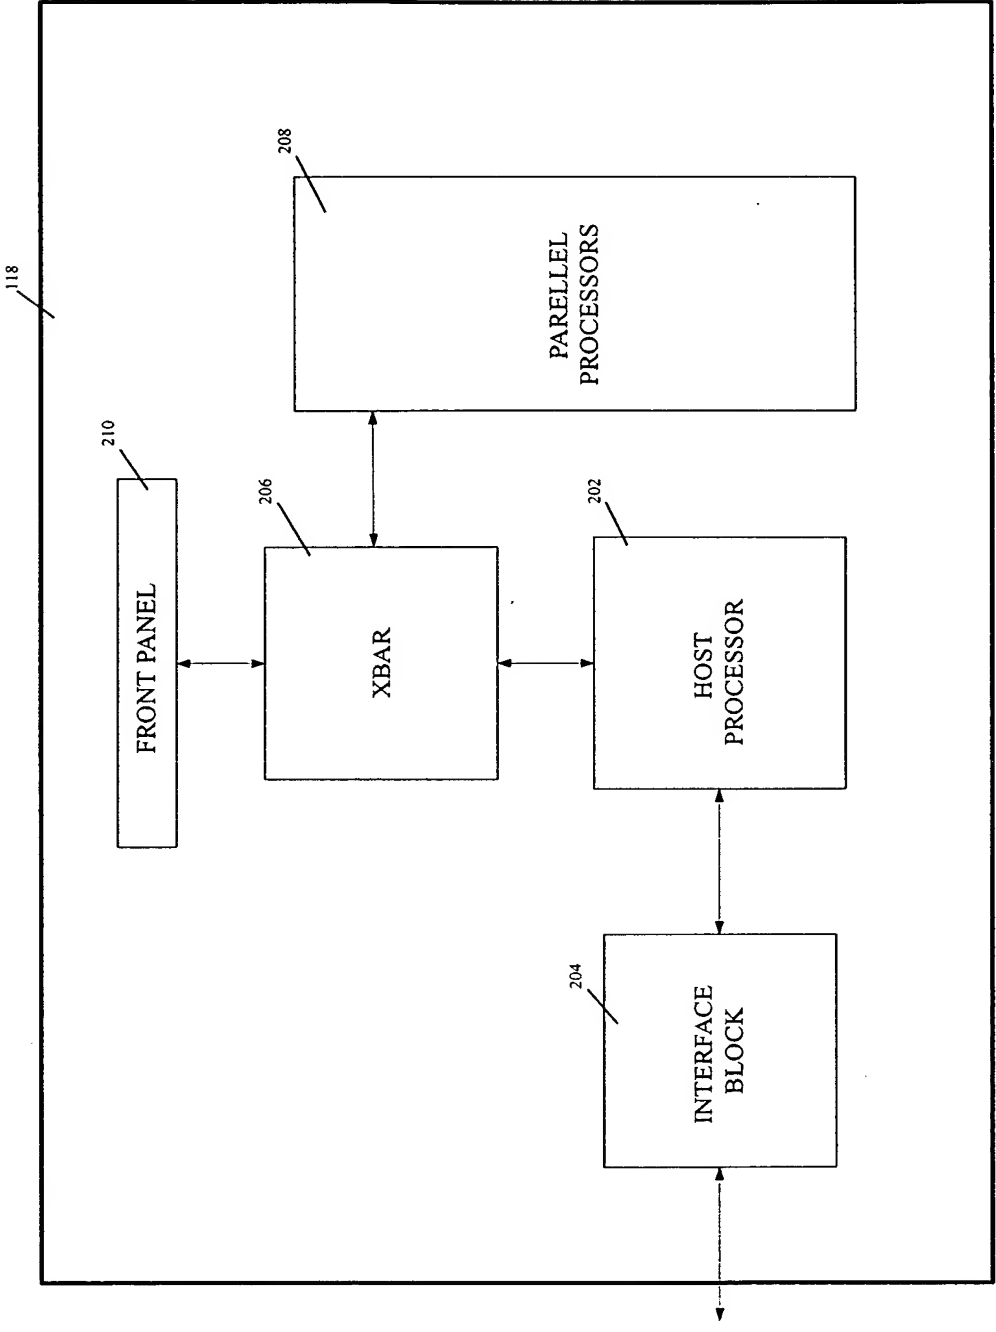 118
210
FRONT PANEL
206
XBAR
208
PARELLEL
PROCESSORS
202
HOST
PROCESSOR
204
INTERFACE
BLOCK